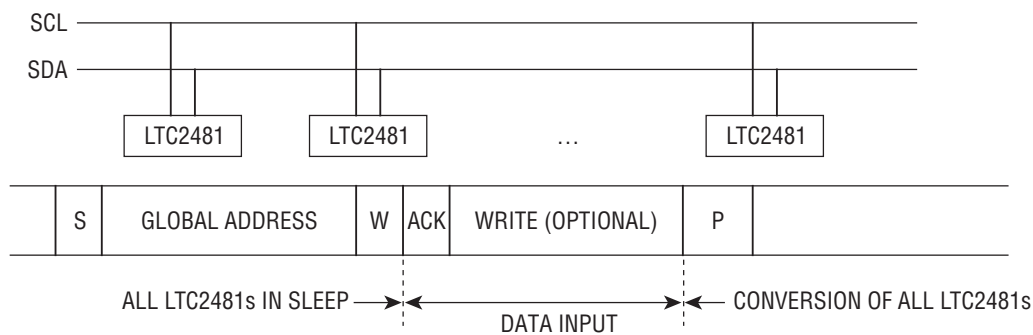 SCL
SDA
LTC2481 LTC2481 ... LTC2481
S GLOBAL ADDRESS W ACK WRITE (OPTIONAL) P
ALL LTC2481s IN SLEEP DATA INPUT CONVERSION OF ALL LTC2481s